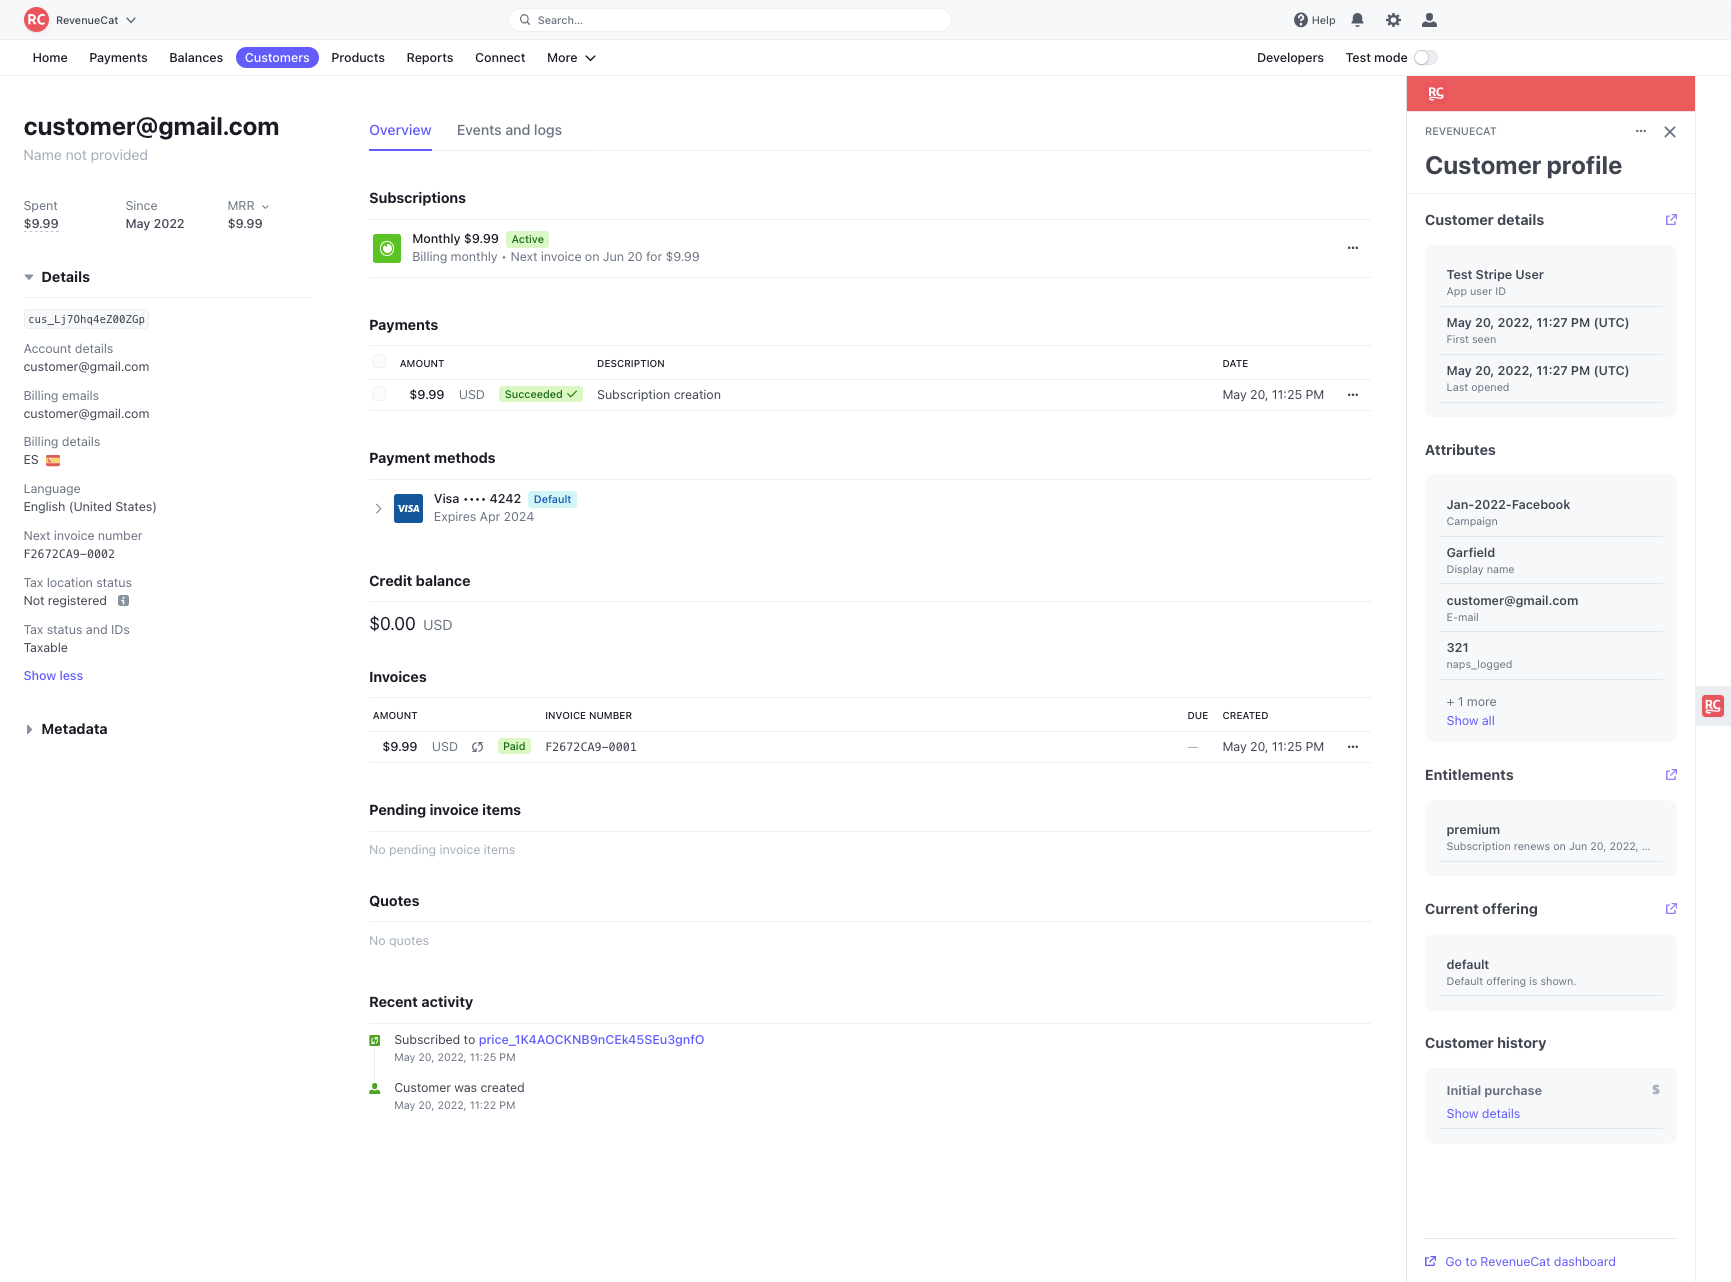 RC RevenueCat
Search...
Help
Home Payments Balances Customers Products Reports Connect More
Developers Test mode
customer@gmail.com
Name not provided
Spent Since MRR
$9.99 May 2022 $9.99
Details
cus_Lj7Ohq4eZ00ZGp
Account details
customer@gmail.com
Billing emails
customer@gmail.com
Billing details
ES
Language
English (United States)
Next invoice number
F2672CA9-0002
Tax location status
Not registered
Tax status and IDs
Taxable
Show less
Metadata
Overview Events and logs
Subscriptions
Monthly $9.99 Active
Billing monthly • Next invoice on Jun 20 for $9.99
Payments
AMOUNT DESCRIPTION DATE
$9.99 USD Succeeded Subscription creation May 20, 11:25 PM
Payment methods
VISA
Visa •••• 4242 Default
Expires Apr 2024
Credit balance
$0.00 USD
Invoices
AMOUNT INVOICE NUMBER DUE CREATED
$9.99 USD Paid F2672CA9-0001 — May 20, 11:25 PM
Pending invoice items
No pending invoice items
Quotes
No quotes
Recent activity
Subscribed to price_1K4AOCKNB9nCEk45SEu3gnfO
May 20, 2022, 11:25 PM
Customer was created
May 20, 2022, 11:22 PM
RC
REVENUECAT
Customer profile
Customer details
Test Stripe User
App user ID
May 20, 2022, 11:27 PM (UTC)
First seen
May 20, 2022, 11:27 PM (UTC)
Last opened
Attributes
Jan-2022-Facebook
Campaign
Garfield
Display name
customer@gmail.com
E-mail
321
naps_logged
+ 1 more
Show all
Entitlements
premium
Subscription renews on Jun 20, 2022, ...
Current offering
default
Default offering is shown.
Customer history
Initial purchase S
Show details
Go to RevenueCat dashboard
RC